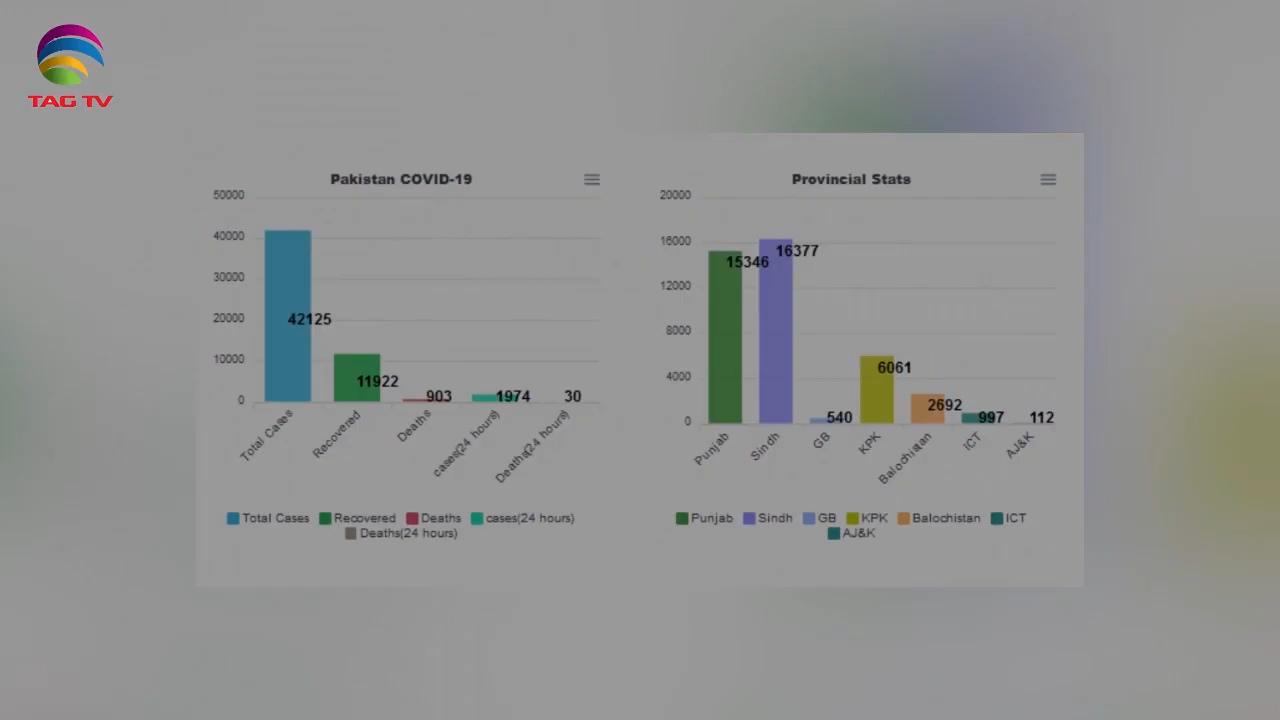 TAG TV
Pakistan COVID-19
50000
40000
30000
20000
10000
0
42125
11922
903
1974
30
Total Cases
Recovered
Deaths
cases(24 hours)
Deaths(24 hours)
Total Cases Recovered Deaths cases(24 hours)
Deaths(24 hours)
Provincial Stats
20000
16000
12000
8000
4000
0
15346
16377
540
6061
2692
997
112
Punjab
Sindh
GB
KPK
Balochistan
ICT
AJ&K
Punjab Sindh GB KPK Balochistan ICT
AJ&K